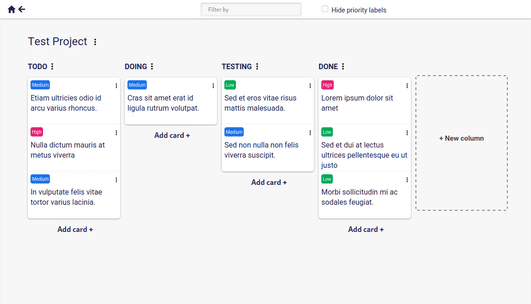 Filter by
Hide priority labels
Test Project
TODO
Medium
Etiam ultricies odio id
arcu varius rhoncus.
High
Nulla dictum mauris at
metus viverra
Medium
In vulputate felis vitae
tortor varius lacinia.
Add card +
DOING
Medium
Cras sit amet erat id
ligula rutrum volutpat.
Add card +
TESTING
Low
Sed et eros vitae risus
mattis malesuada.
Medium
Sed non nulla non felis
viverra suscipit.
Add card +
DONE
High
Lorem ipsum dolor sit
amet
Low
Sed et dui at lectus
ultrices pellentesque eu ut
justo
Low
Morbi sollicitudin mi ac
sodales feugiat.
Add card +
+ New column